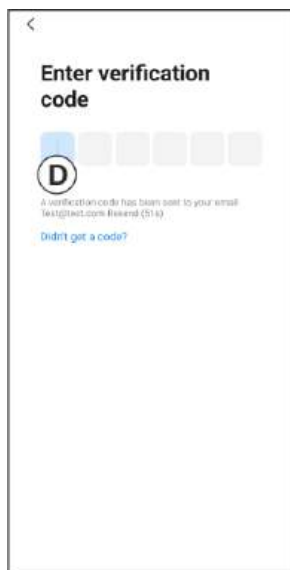 Enter verification
code
D
A verification code has been sent to your email
Test@test.com Resend (51s)
Didn't get a code?